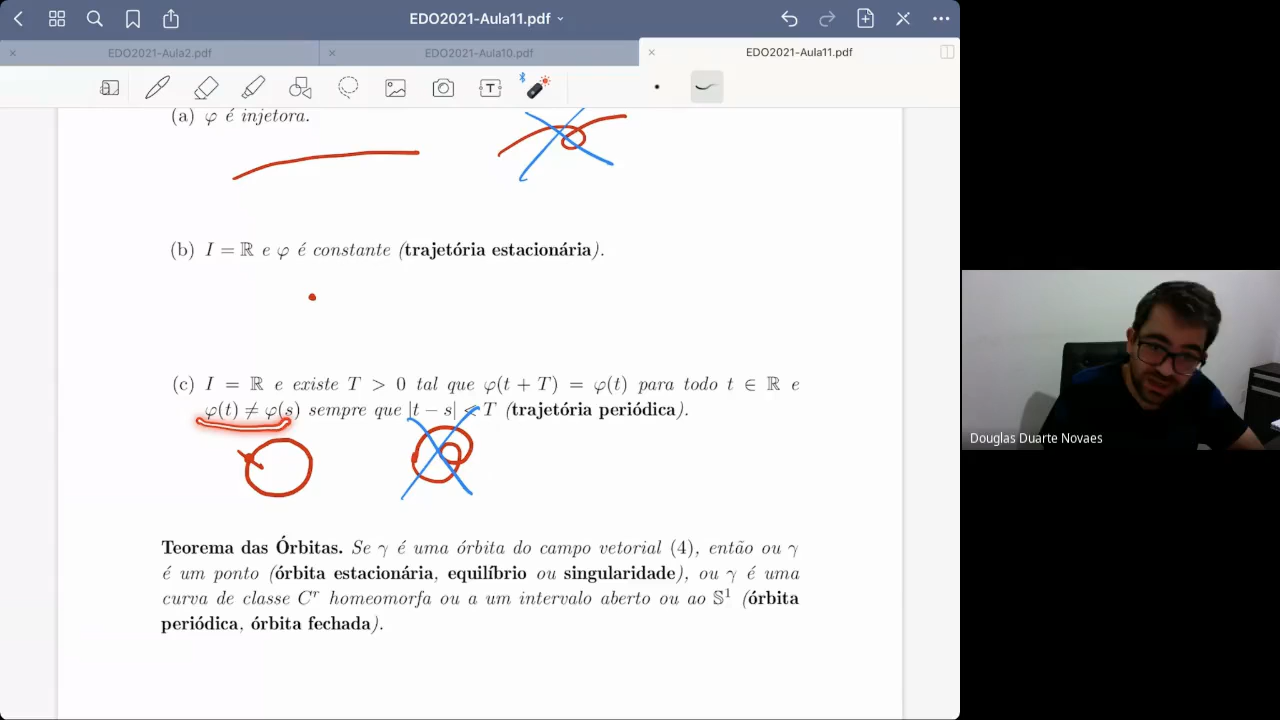 EDO2021-Aula11.pdf
EDO2021-Aula2.pdf
EDO2021-Aula10.pdf
EDO2021-Aula11.pdf
T
(a) φ é injetora.
(b) I = ℝ e φ é constante (trajetória estacionária).
(c) I = ℝ e existe T > 0 tal que φ(t + T) = φ(t) para todo t ∈ ℝ e
φ(t) ≠ φ(s) sempre que |t − s| < T (trajetória periódica).
Douglas Duarte Novaes
Teorema das Órbitas. Se γ é uma órbita do campo vetorial (4), então ou γ
é um ponto (órbita estacionária, equilíbrio ou singularidade), ou γ é uma
curva de classe Cʳ homeomorfa ou a um intervalo aberto ou ao 𝕊¹ (órbita
periódica, órbita fechada).